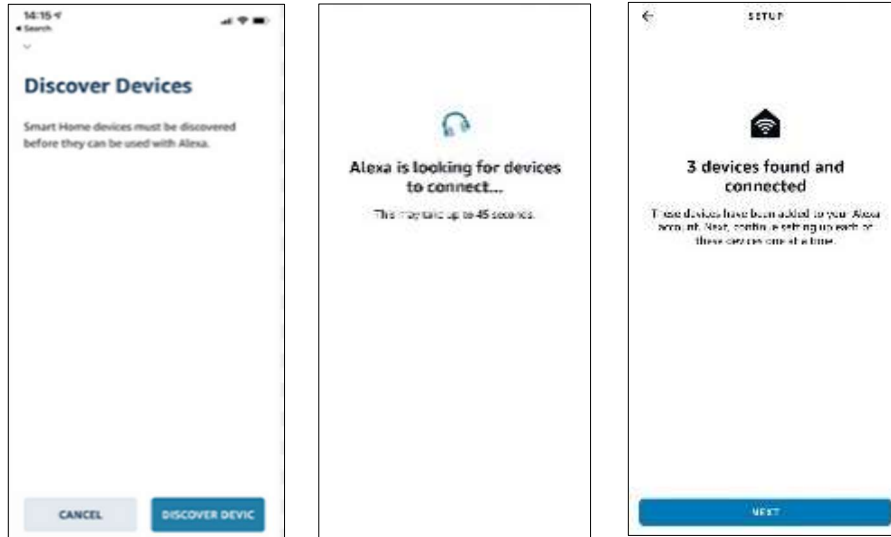 14:15
Search
Discover Devices
Smart Home devices must be discovered
before they can be used with Alexa.
CANCEL
DISCOVER DEVIC
Alexa is looking for devices
to connect...
This may take up to 45 seconds.
SETUP
3 devices found and
connected
These devices have been added to your Alexa
account. Next, continue setting up each of
these devices one at a time.
NEXT